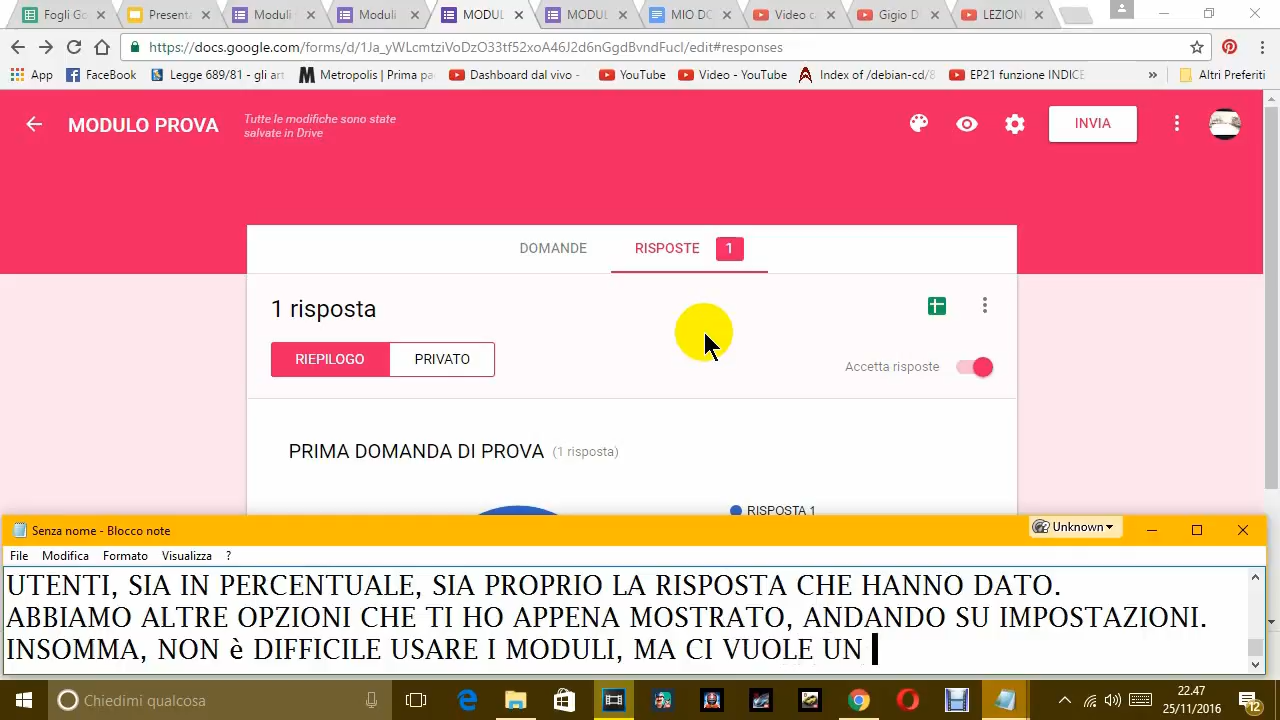 Fogli Go
Presenta
Moduli
Moduli
MODUL
MODUL
MIO DO
Video c
Gigio D
LEZION
https://docs.google.com/forms/d/1Ja_yWLcmtziVoDzO33tf52xoA46J2d6nGgdBvndFucI/edit#responses
App
FaceBook
Legge 689/81 - gli art
Metropolis | Prima pa
Dashboard dal vivo -
YouTube
Video - YouTube
Index of /debian-cd/8
EP21 funzione INDICE
»
Altri Preferiti
MODULO PROVA
Tutte le modifiche sono state
salvate in Drive
INVIA
DOMANDE
RISPOSTE 1
1 risposta
RIEPILOGO
PRIVATO
Accetta risposte
PRIMA DOMANDA DI PROVA (1 risposta)
RISPOSTA 1
Senza nome - Blocco note
Unknown
File Modifica Formato Visualizza ?
UTENTI, SIA IN PERCENTUALE, SIA PROPRIO LA RISPOSTA CHE HANNO DATO.
ABBIAMO ALTRE OPZIONI CHE TI HO APPENA MOSTRATO, ANDANDO SU IMPOSTAZIONI.
INSOMMA, NON è DIFFICILE USARE I MODULI, MA CI VUOLE UN
Chiedimi qualcosa
22.47
25/11/2016
12